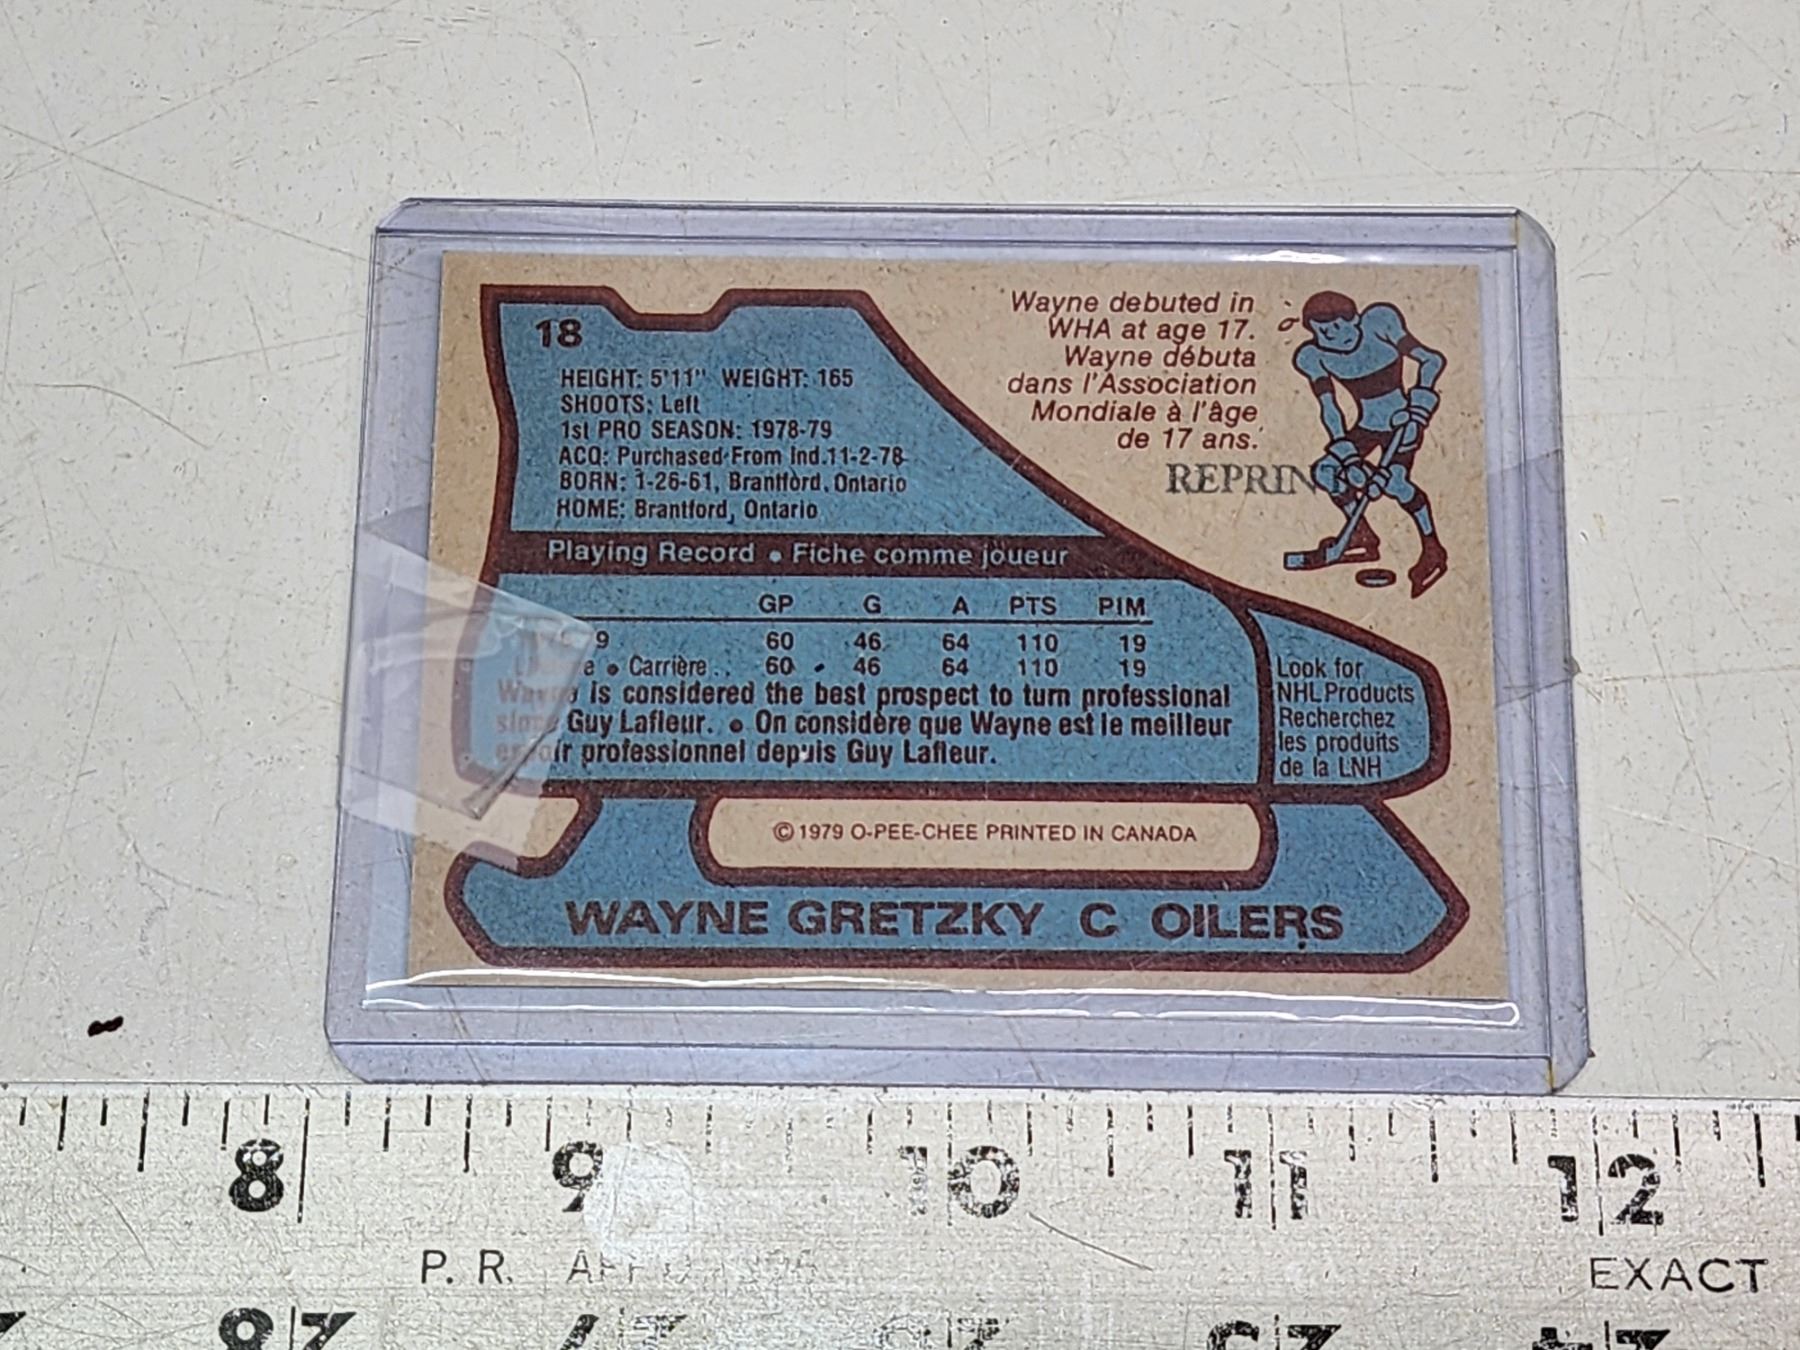 18
HEIGHT: 5'11" WEIGHT: 165
SHOOTS: Left
1st PRO SEASON: 1978-79
ACQ: Purchased From Ind.11-2-78
BORN: 1-26-61, Brantford, Ontario
HOME: Brantford, Ontario
Wayne debuted in
WHA at age 17.
Wayne débuta
dans l'Association
Mondiale à l'âge
de 17 ans.
REPRINT
Playing Record • Fiche comme joueur
GP G A PTS PIM
9 60 46 64 110 19
• Carrière .. 60 46 64 110 19
Wayne is considered the best prospect to turn professional
since Guy Lafleur. • On considère que Wayne est le meilleur
espoir professionnel depuis Guy Lafleur.
Look for
NHL Products
Recherchez
les produits
de la LNH
© 1979 O-PEE-CHEE PRINTED IN CANADA
WAYNE GRETZKY C OILERS
8 9 10 11 12
P. R. EXACT